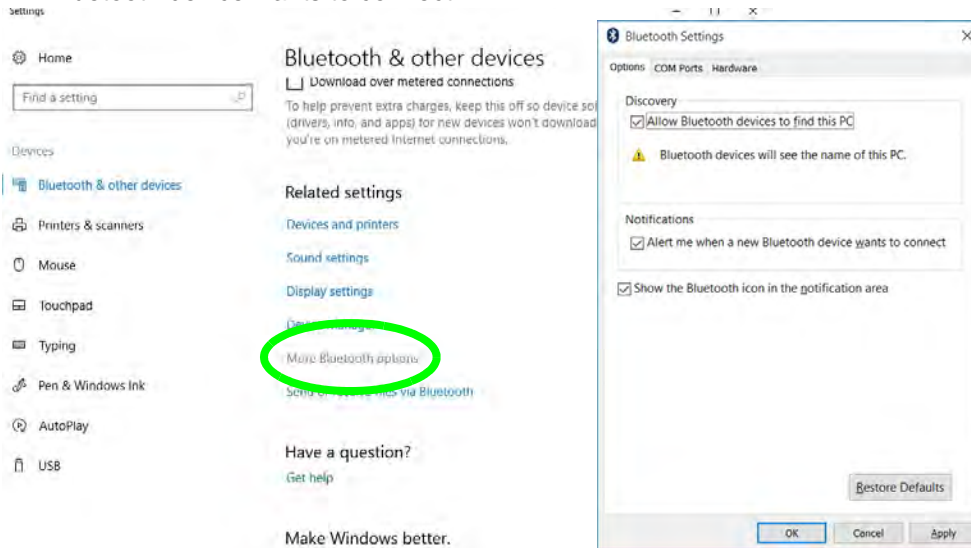 Settings
Home
Find a setting
Devices
Bluetooth & other devices
Printers & scanners
Mouse
Touchpad
Typing
Pen & Windows Ink
AutoPlay
USB
Bluetooth & other devices
Download over metered connections
To help prevent extra charges, keep this off so device
(drivers, info, and apps) for new devices won't download
you're on metered Internet connections.
Related settings
Devices and printers
Sound settings
Display settings
More Bluetooth options
files via Bluetooth
Have a question?
Get help
Make Windows better.
Bluetooth Settings
Options COM Ports Hardware
Discovery
Allow Bluetooth devices to find this PC
Bluetooth devices will see the name of this PC.
Notifications
Alert me when a new Bluetooth device wants to connect
Show the Bluetooth icon in the notification area
Restore Defaults
OK Cancel Apply